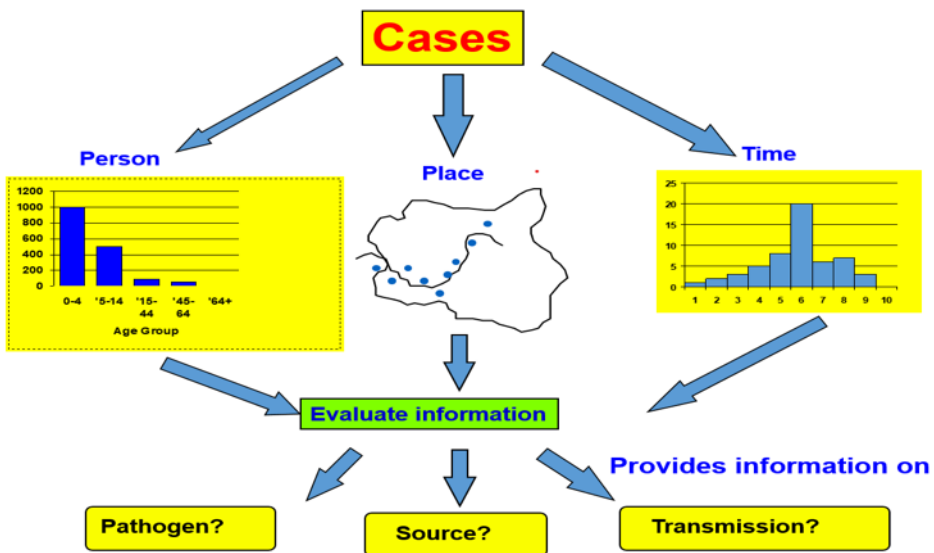 Cases
Person
Place
Time
1200
1000
800
600
400
200
0
0-4 '5-14 '15-44 '45-64 '64+
Age Group
25
20
15
10
5
0
1 2 3 4 5 6 7 8 9 10
Evaluate information
Provides information on
Pathogen?
Source?
Transmission?